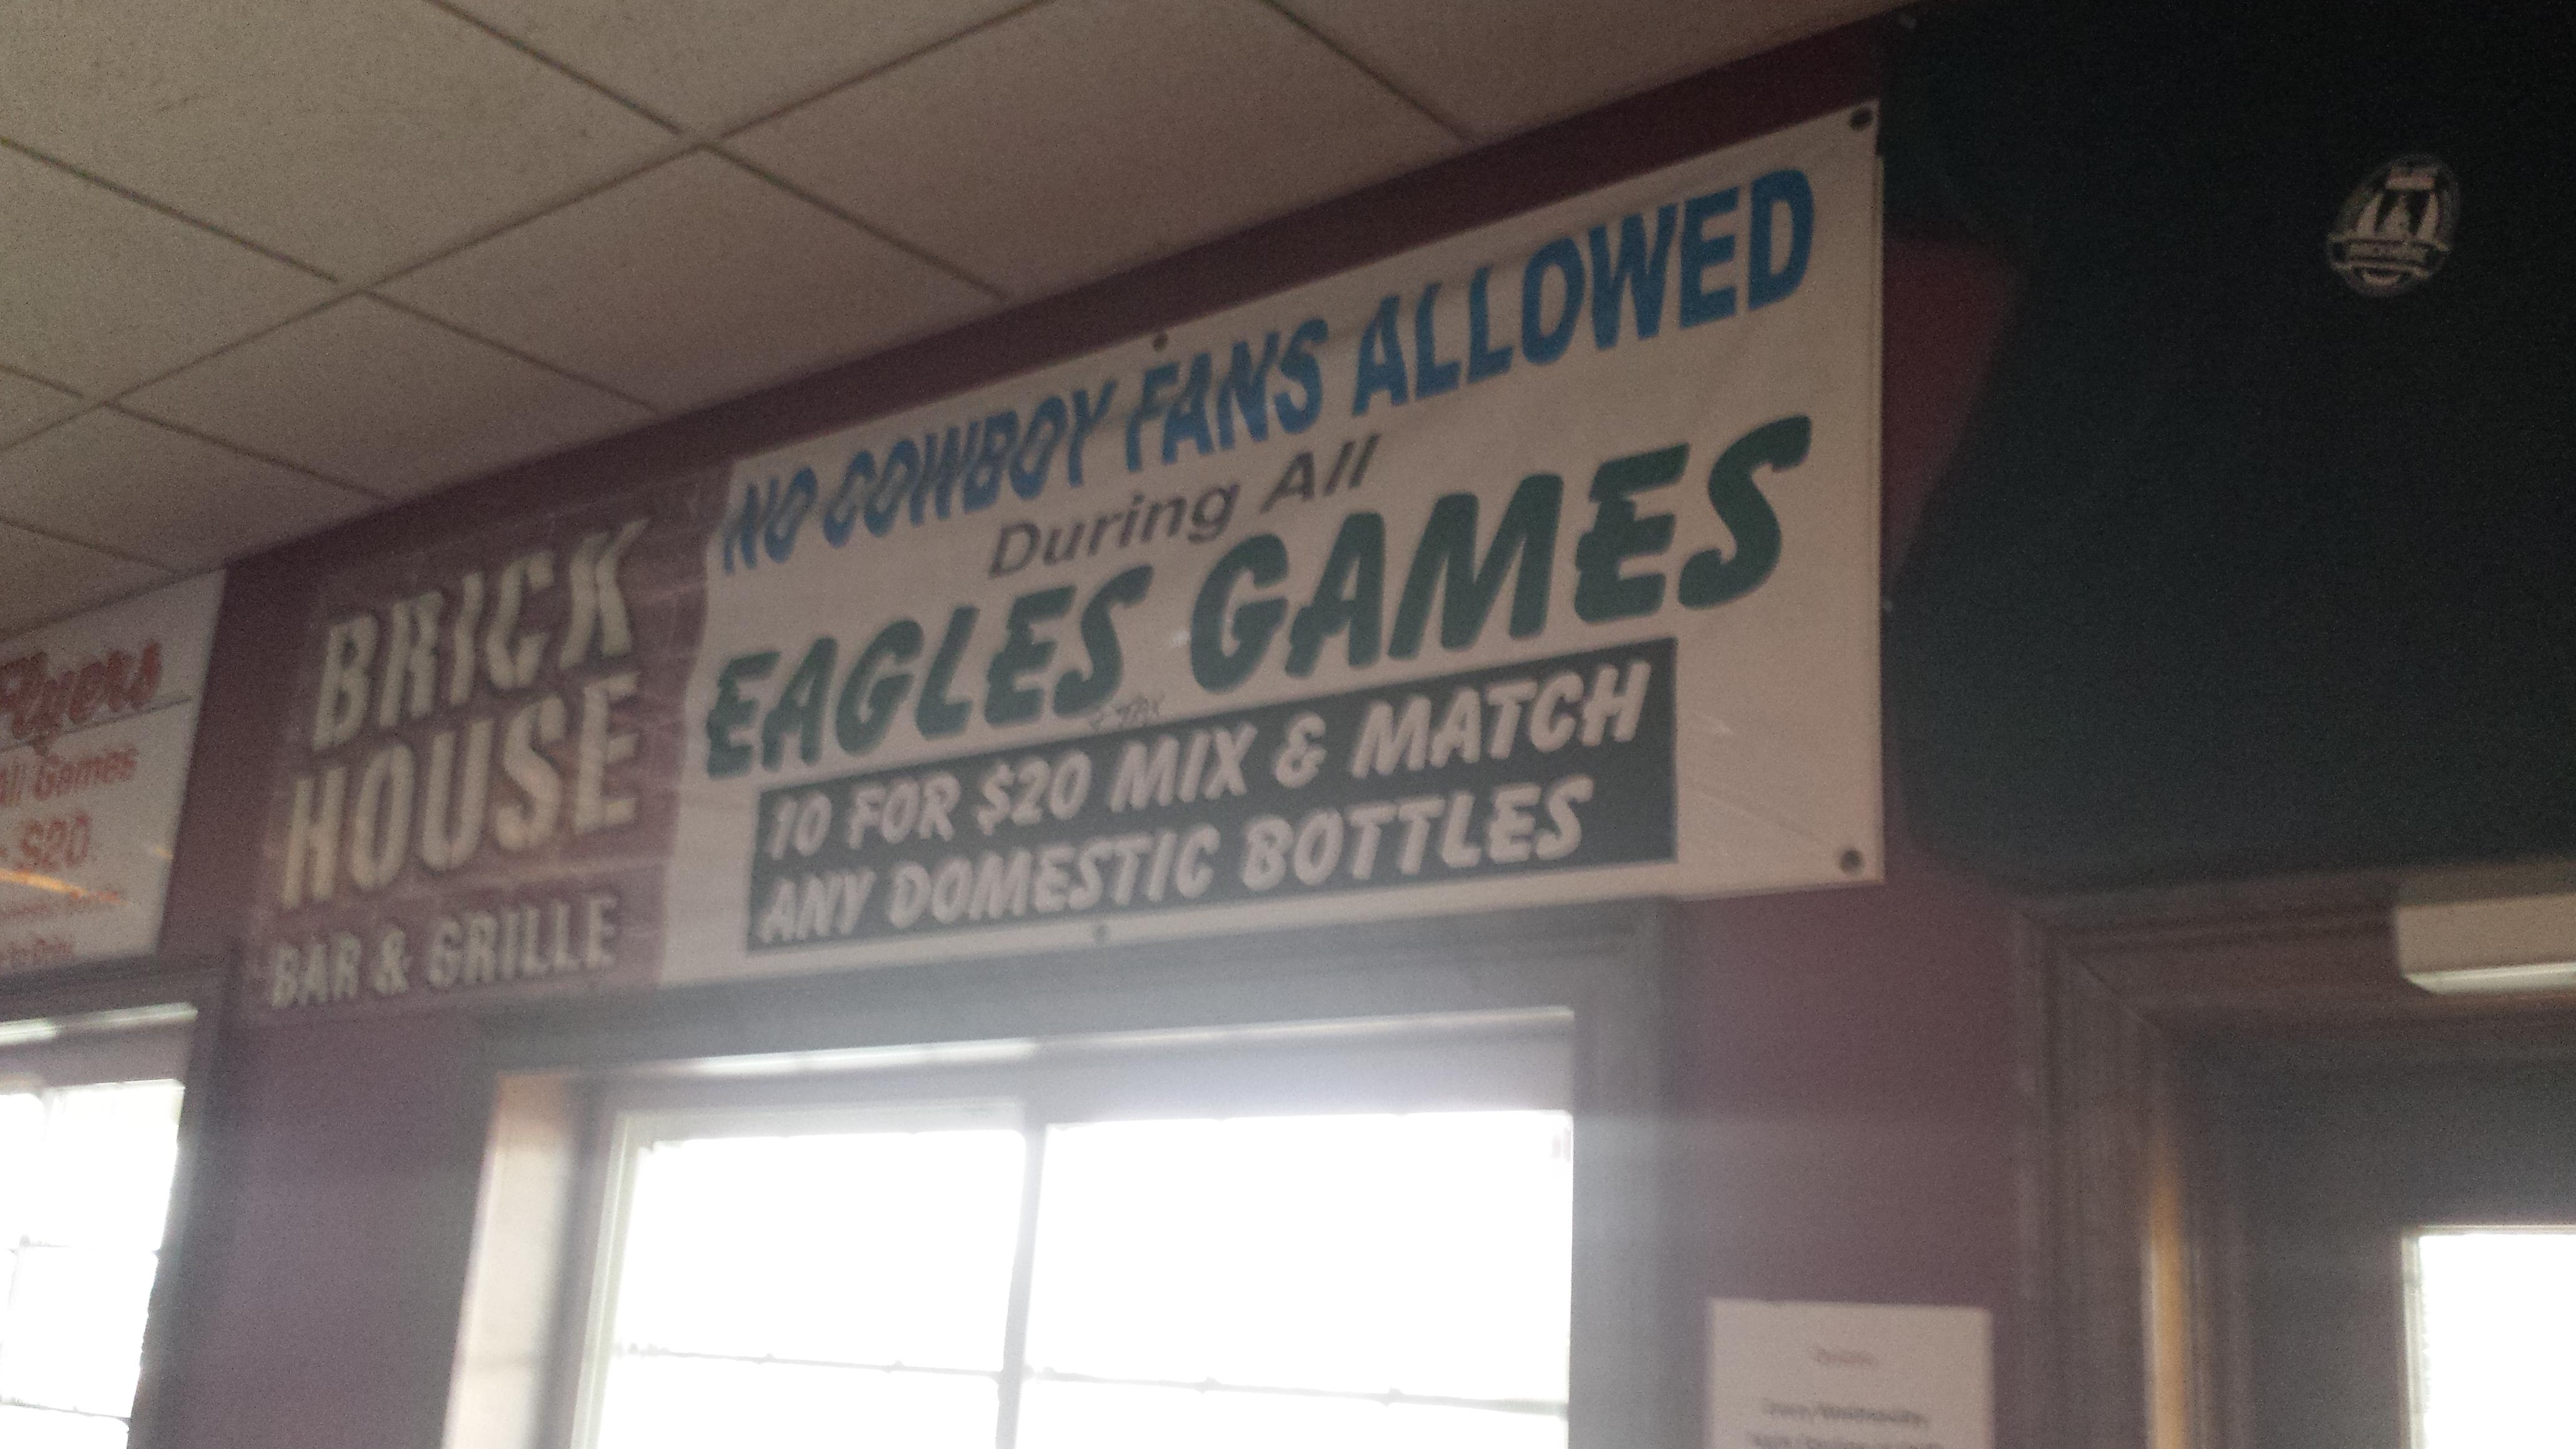 Flyers
All Games
$20
BRICK
HOUSE
BAR & GRILLE
NO COWBOY FANS ALLOWED
During All
EAGLES GAMES
+ TAX
10 FOR $20 MIX & MATCH
ANY DOMESTIC BOTTLES